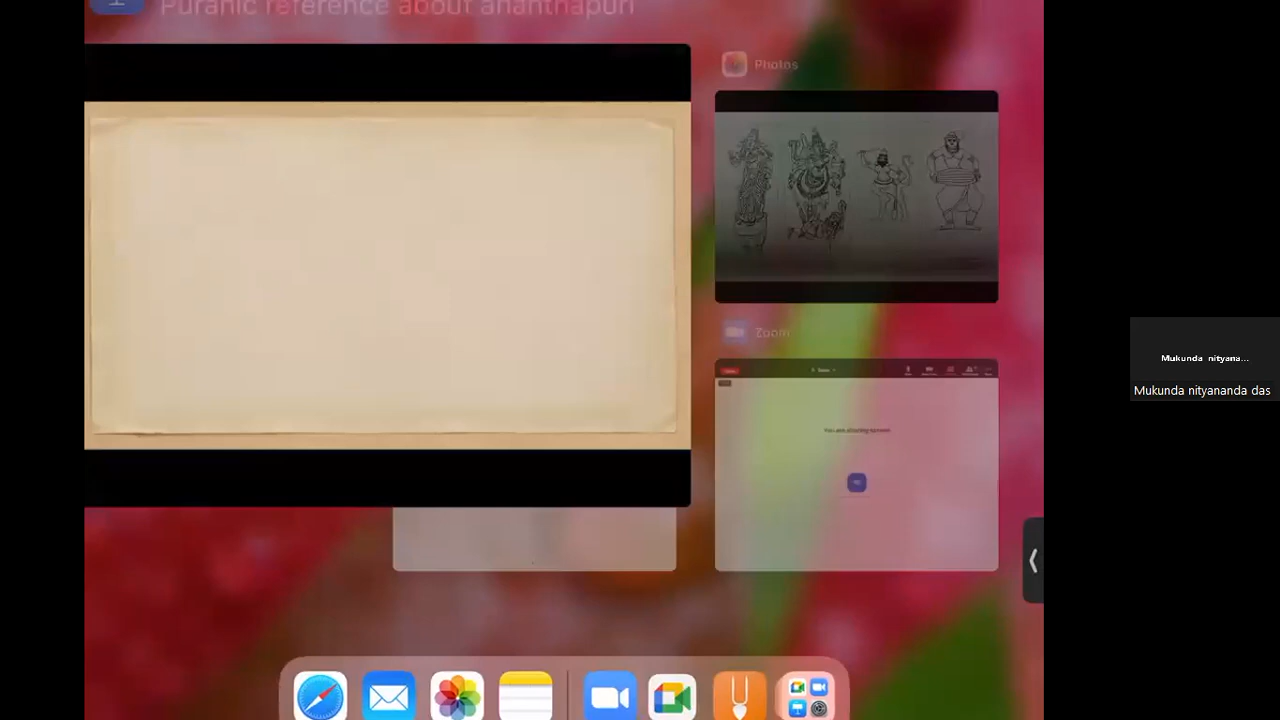 Puranic reference about ananthapuri
Photos
Zoom
You are sharing screen
Mukunda nityana...
Mukunda nityananda das